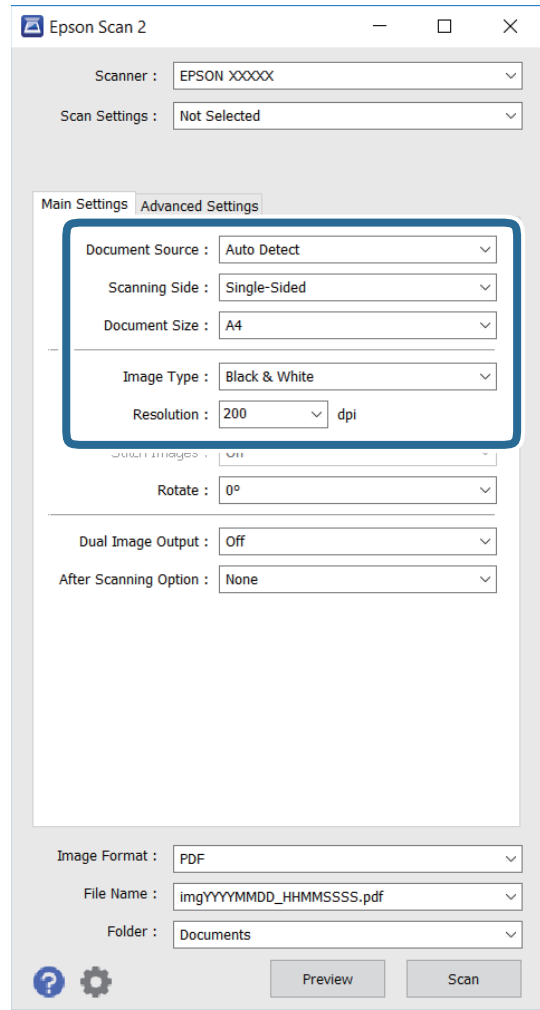 Epson Scan 2
Scanner : EPSON XXXXX
Scan Settings : Not Selected
Main Settings Advanced Settings
Document Source : Auto Detect
Scanning Side : Single-Sided
Document Size : A4
Image Type : Black & White
Resolution : 200 dpi
Rotate : 0°
Dual Image Output : Off
After Scanning Option : None
Image Format : PDF
File Name : imgYYYYMMDD_HHMMSSSS.pdf
Folder : Documents
? Preview Scan